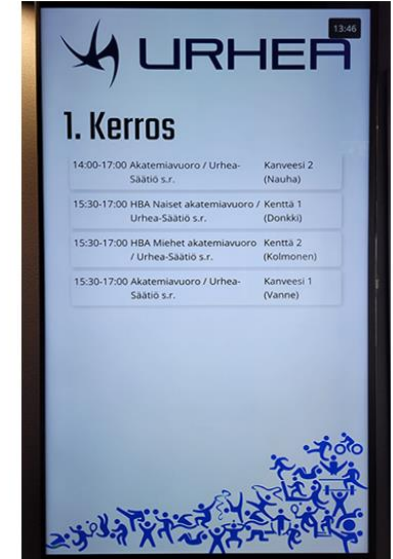 13:46
URHEA
1. Kerros
14:00-17:00 Akatemiavuoro / Urhea- Kanveesi 2
Säätiö s.r. (Nauha)
15:30-17:00 HBA Naiset akatemiavuoro / Kenttä 1
Urhea-Säätiö s.r. (Donkki)
15:30-17:00 HBA Miehet akatemiavuoro Kenttä 2
/ Urhea-Säätiö s.r. (Kolmonen)
15:30-17:00 Akatemiavuoro / Urhea- Kanveesi 1
Säätiö s.r. (Vanne)